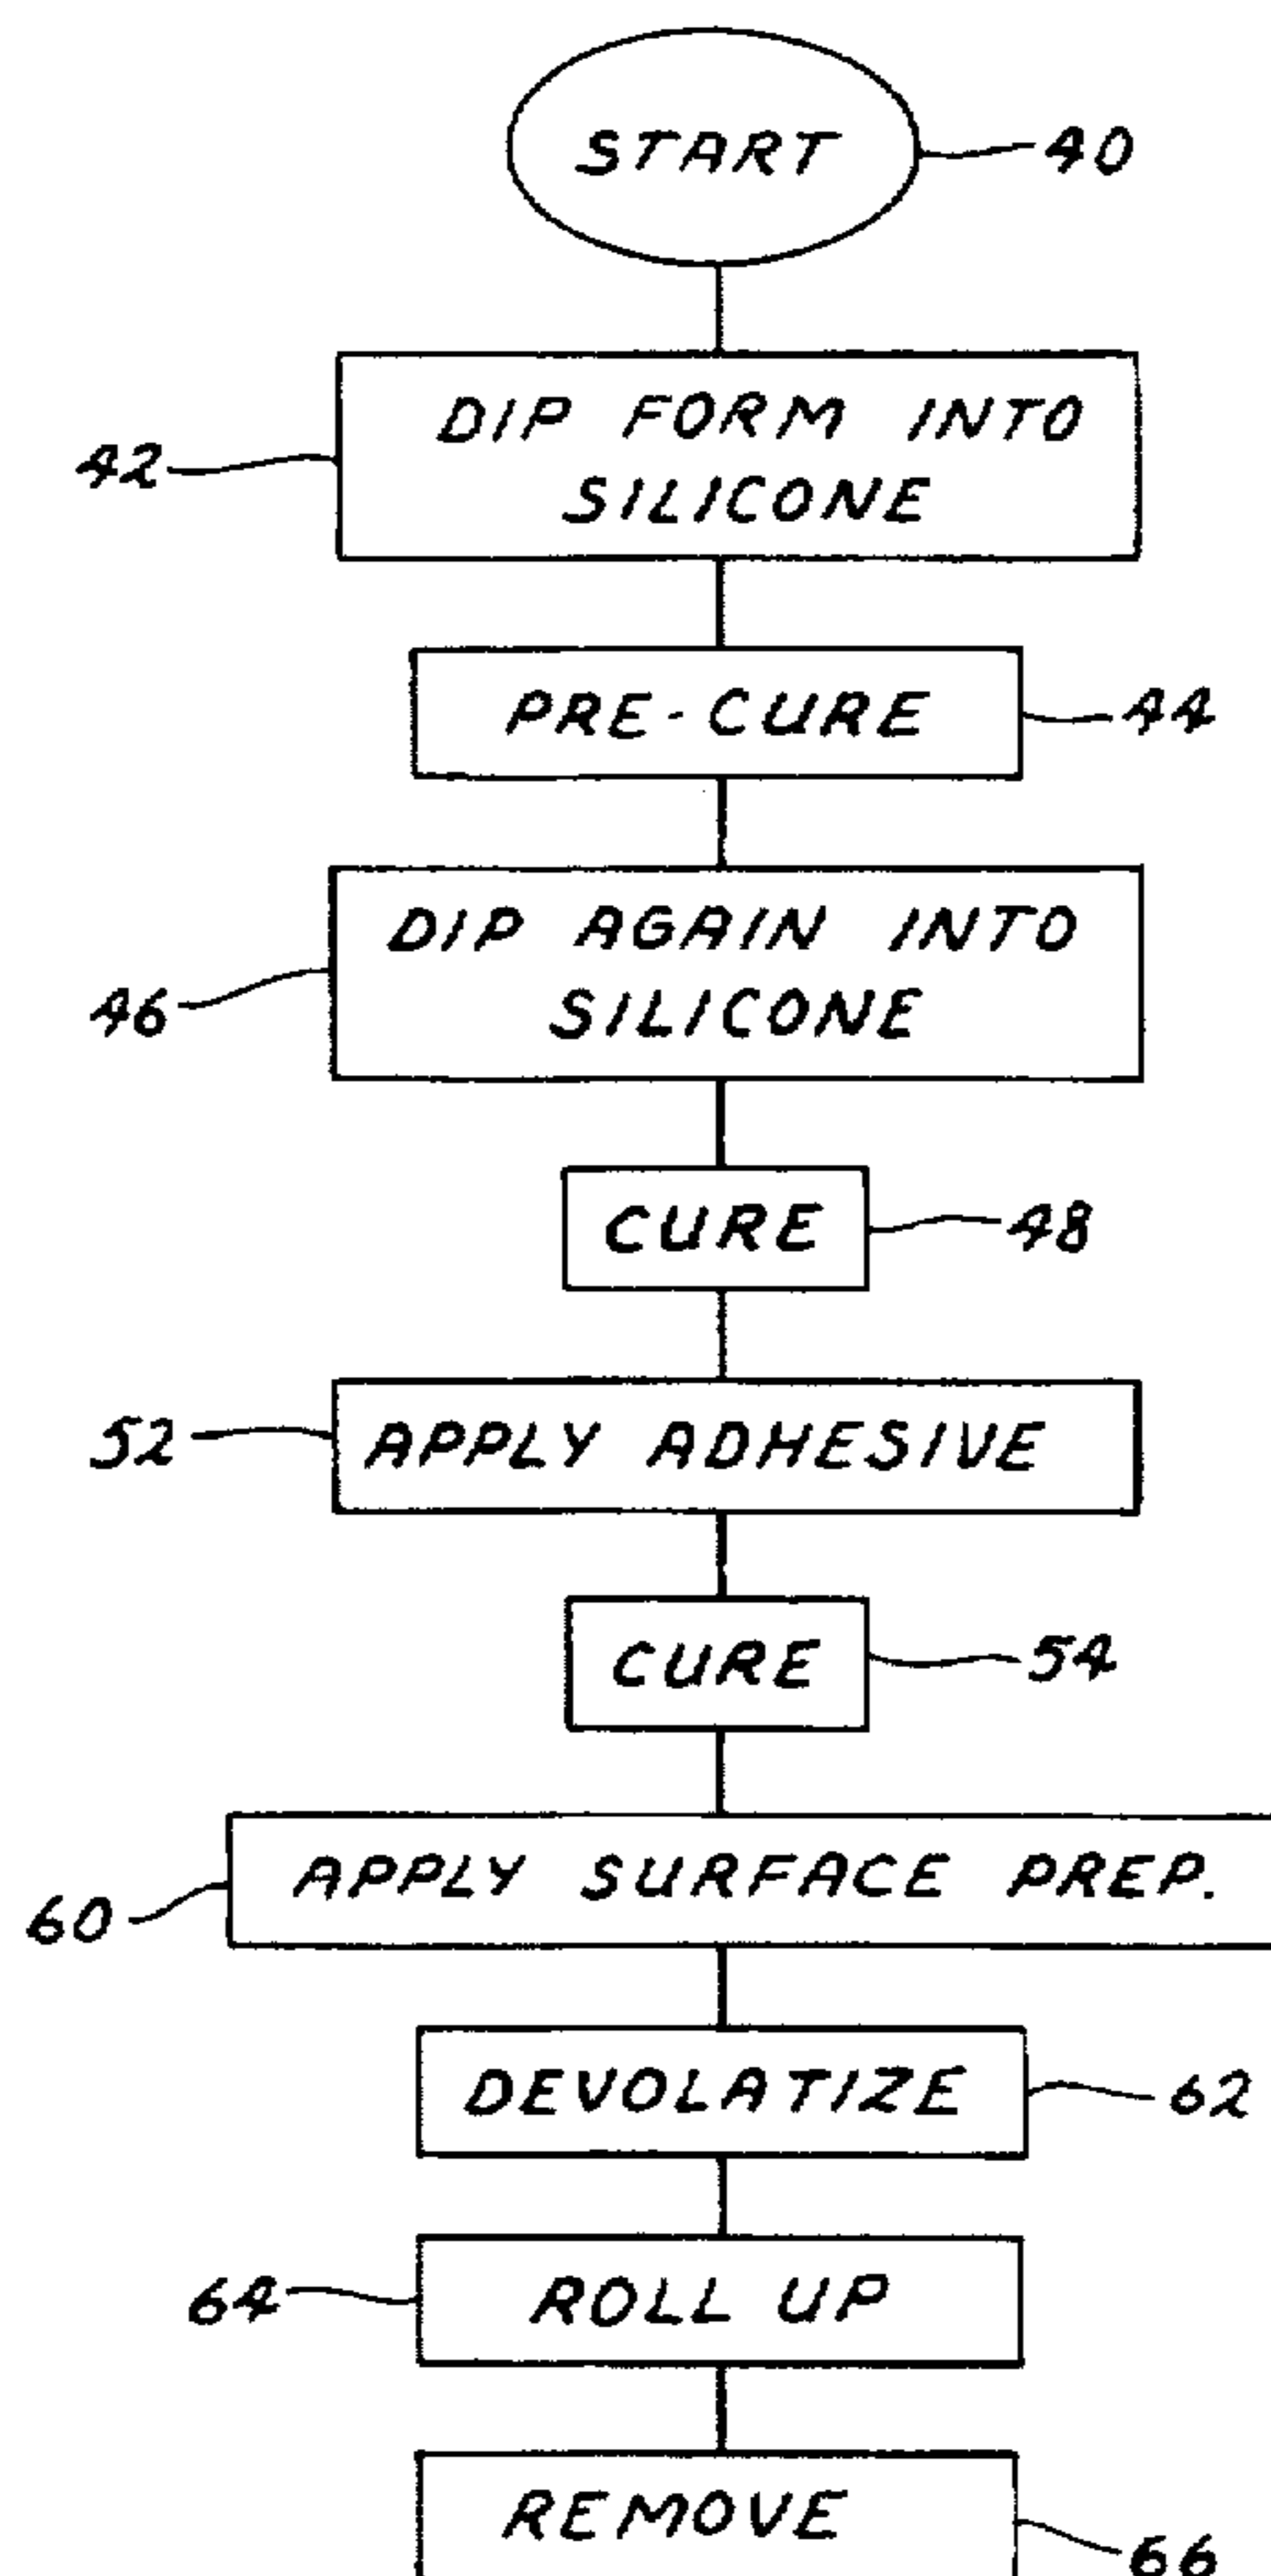 START
40
DIP FORM INTO
SILICONE
42
PRE-CURE
44
DIP AGAIN INTO
SILICONE
46
CURE
48
APPLY ADHESIVE
52
CURE
54
APPLY SURFACE PREP.
60
DEVOLATIZE
62
ROLL UP
64
REMOVE
66